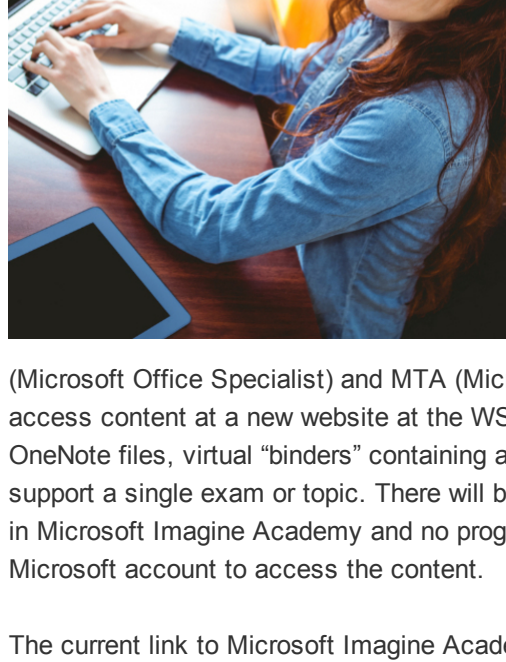 (Microsoft Office Specialist) and MTA (Mic
access content at a new website at the WS
OneNote files, virtual “binders” containing a
support a single exam or topic. There will b
in Microsoft Imagine Academy and no prog
Microsoft account to access the content.
The current link to Microsoft Imagine Acad